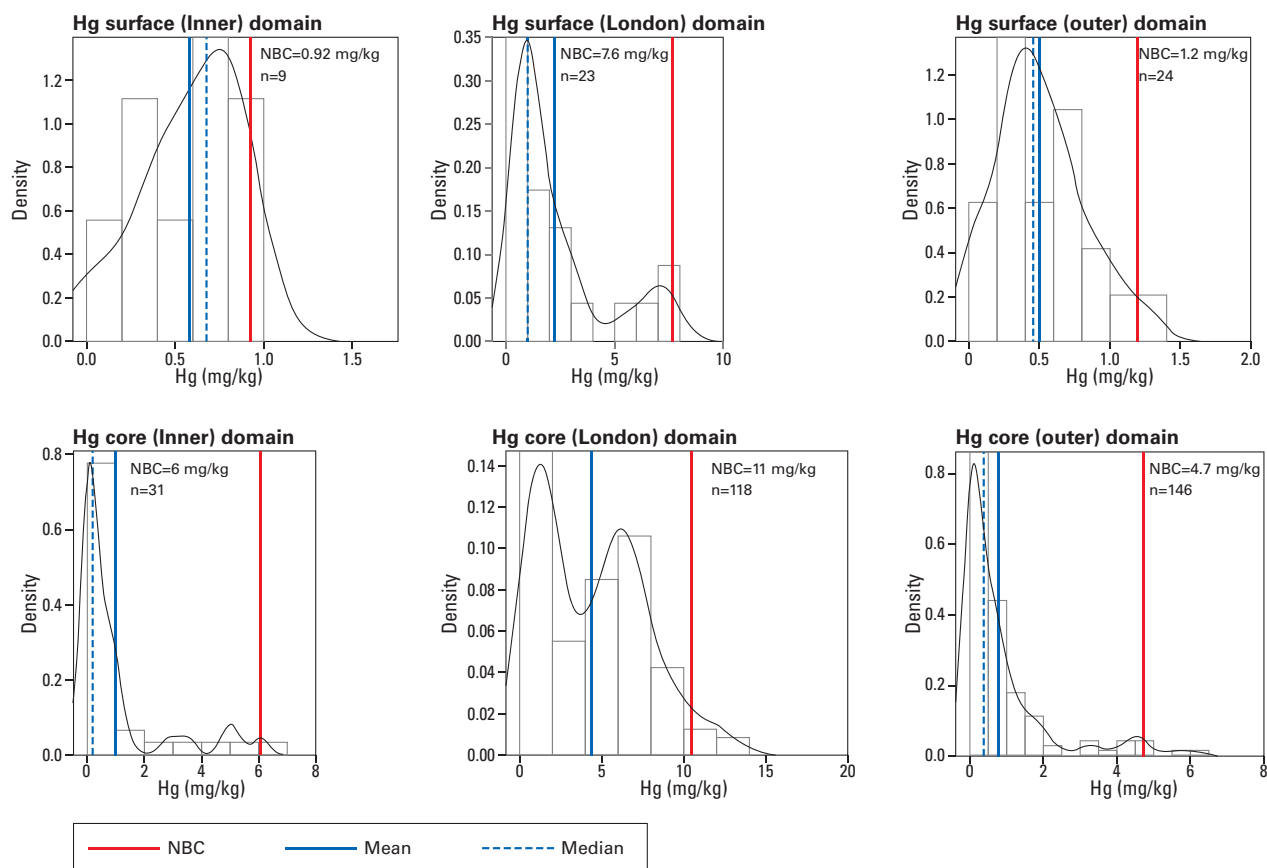 Hg surface (Inner) domain
NBC=0.92 mg/kg
n=9
Density
1.2
1.0
0.8
0.6
0.4
0.2
0.0
0.0 0.5 1.0 1.5
Hg (mg/kg)
Hg surface (London) domain
NBC=7.6 mg/kg
n=23
Density
0.35
0.30
0.25
0.20
0.15
0.10
0.05
0.00
0 5 10
Hg (mg/kg)
Hg surface (outer) domain
NBC=1.2 mg/kg
n=24
Density
1.2
1.0
0.8
0.6
0.4
0.2
0.0
0 0.5 1.0 1.5 2.0
Hg (mg/kg)
Hg core (Inner) domain
NBC=6 mg/kg
n=31
Density
0.8
0.6
0.4
0.2
0.0
0 2 4 6 8
Hg (mg/kg)
Hg core (London) domain
NBC=11 mg/kg
n=118
Density
0.14
0.12
0.10
0.08
0.06
0.04
0.02
0.00
0 5 10 15 20
Hg (mg/kg)
Hg core (outer) domain
NBC=4.7 mg/kg
n=146
Density
0.8
0.6
0.4
0.2
0.0
0 2 4 6 8
Hg (mg/kg)
NBC Mean Median